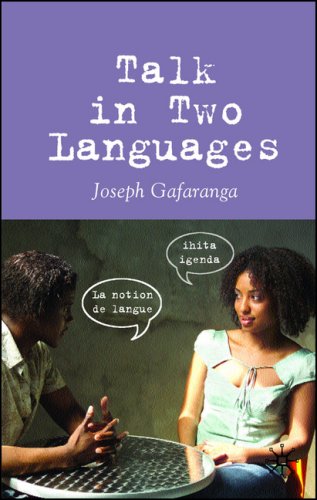 Talk
in Two
Languages
Joseph Gafaranga
ihita
igenda
La notion
de langue